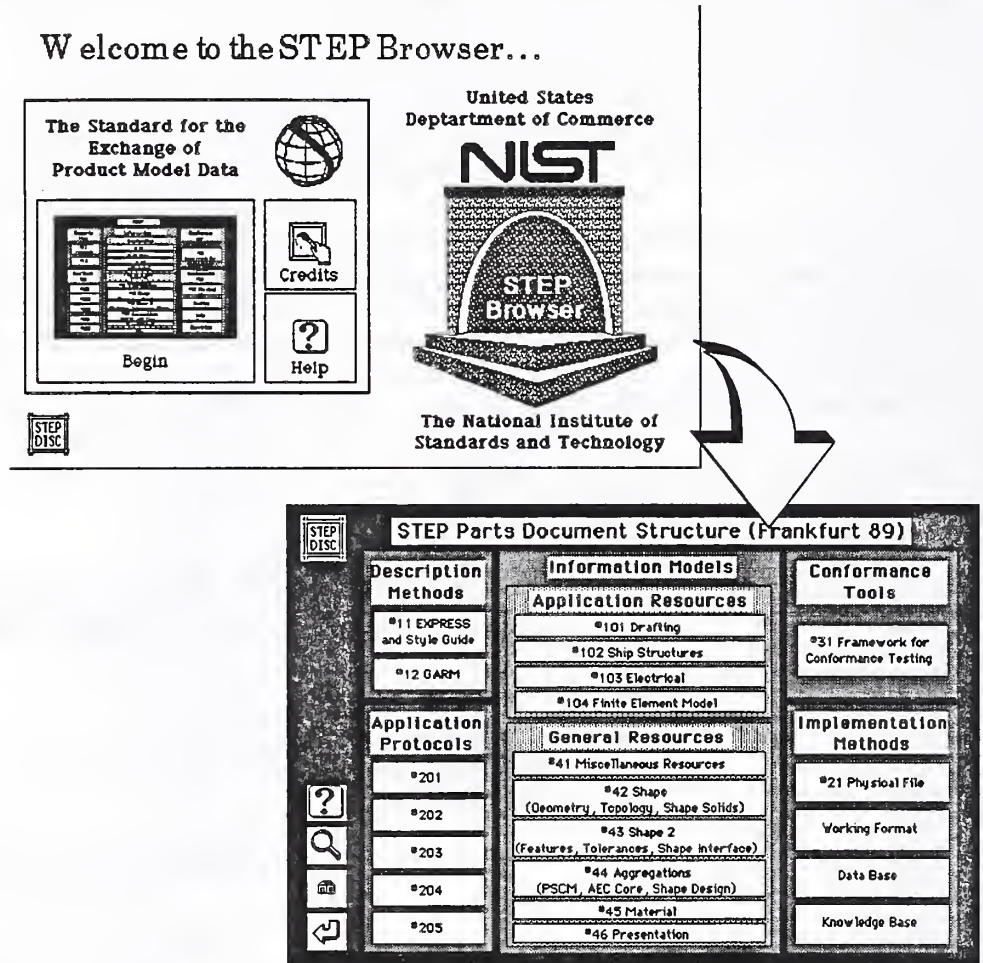 Welcome to the STEP Browser...
The Standard for the
Exchange of
Product Model Data
Begin
Credits
Help
STEP
DISC
United States
Deptartment of Commerce
NIST
STEP
Browser
The National Institute of
Standards and Technology
STEP
DISC
STEP Parts Document Structure (Frankfurt 89)
Description
Methods
#11 EXPRESS
and Style Guide
#12 GARM
Application
Protocols
#201
#202
#203
#204
#205
Information Models
Application Resources
#101 Drafting
#102 Ship Structures
#103 Electrical
#104 Finite Element Model
General Resources
#41 Miscellaneous Resources
#42 Shape
(Geometry, Topology, Shape Solids)
#43 Shape 2
(Features, Tolerances, Shape Interface)
#44 Aggregations
(PSCM, AEC Core, Shape Design)
#45 Material
#46 Presentation
Conformance
Tools
#31 Framework for
Conformance Testing
Implementation
Methods
#21 Physical File
Working Format
Data Base
Knowledge Base